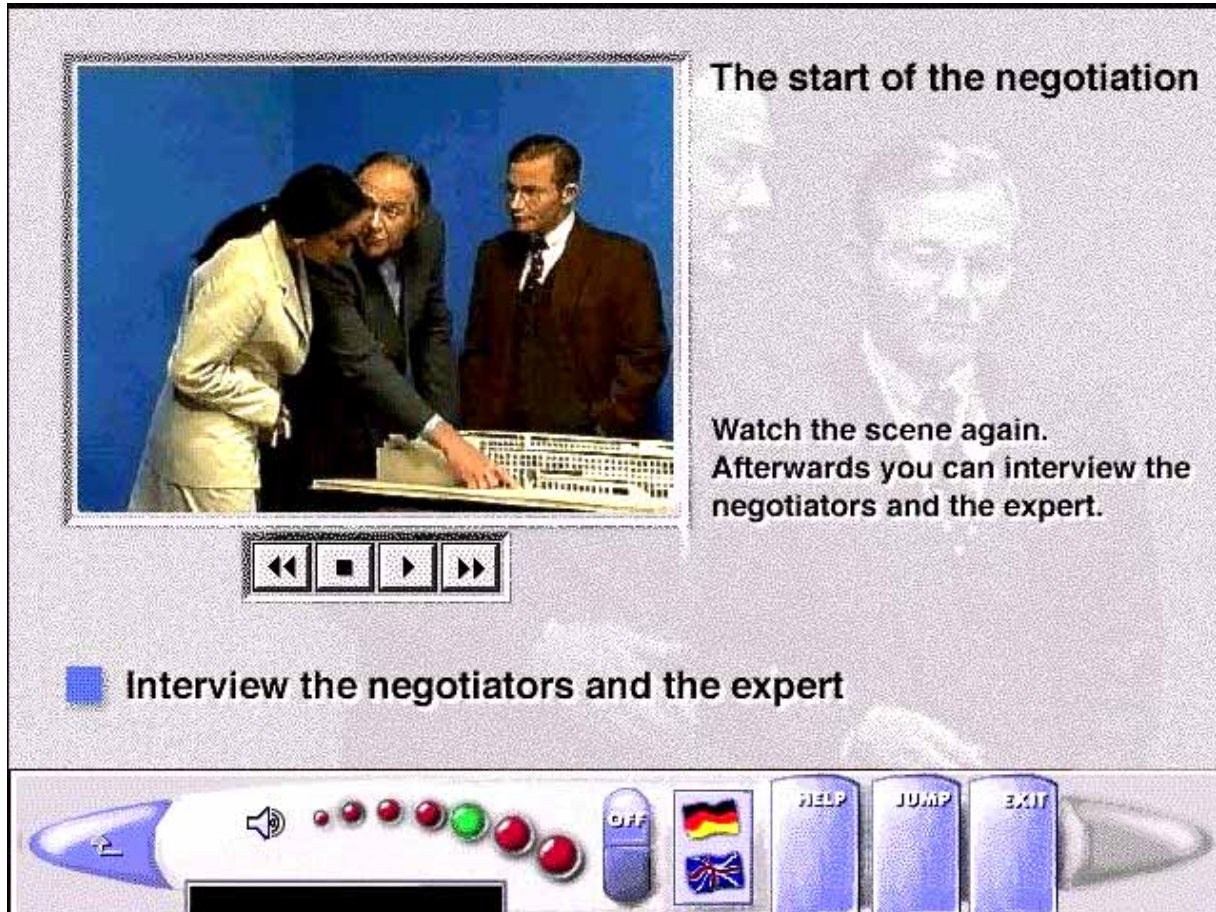 The start of the negotiation
Watch the scene again.
Afterwards you can interview the
negotiators and the expert.
Interview the negotiators and the expert
OFF
HELP
JUMP
EXIT